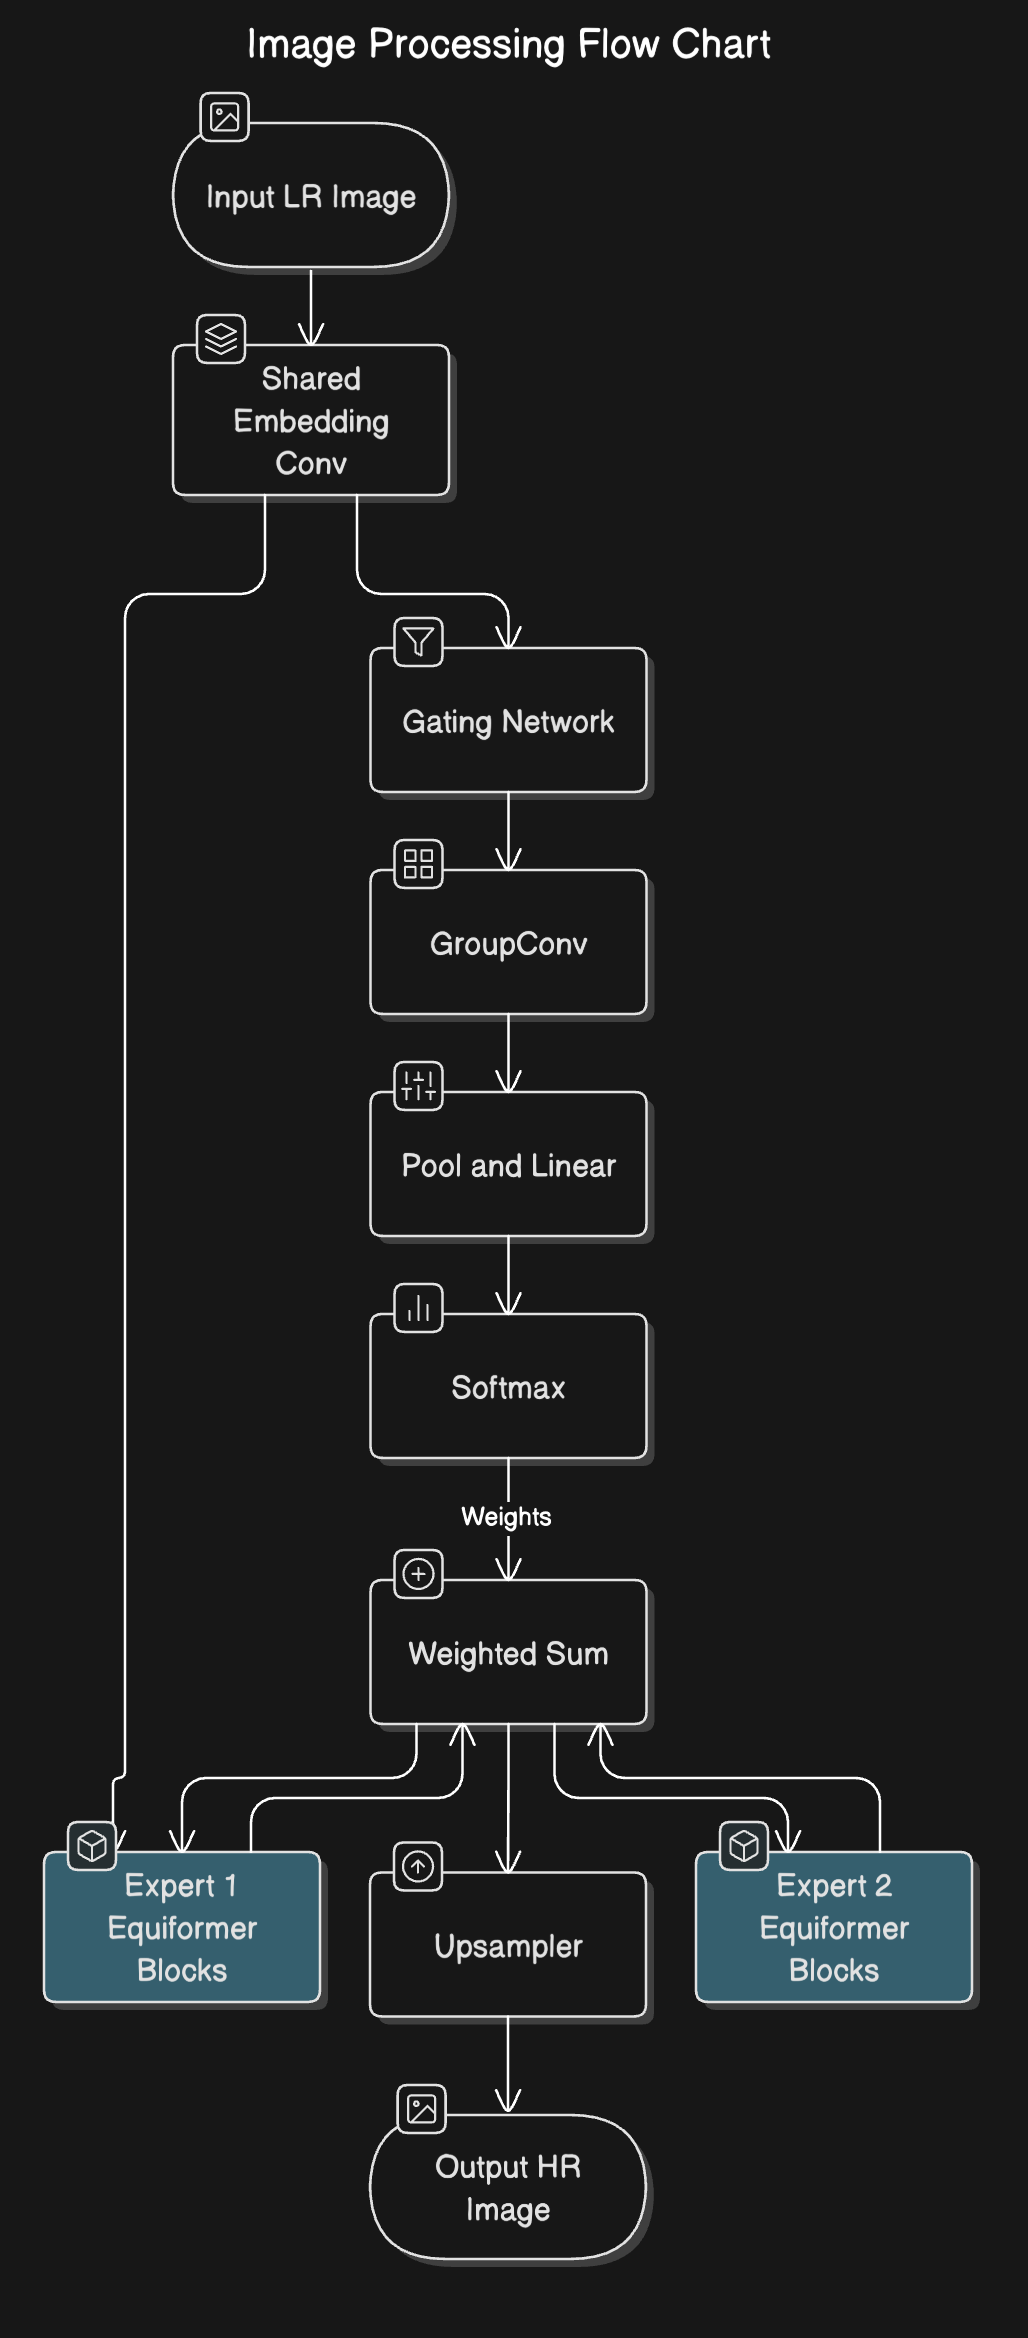 Image Processing Flow Chart
Input LR Image
Shared
Embedding
Conv
Gating Network
GroupConv
Pool and Linear
Softmax
Weights
Weighted Sum
Expert 1
Equiformer
Blocks
Upsampler
Expert 2
Equiformer
Blocks
Output HR
Image